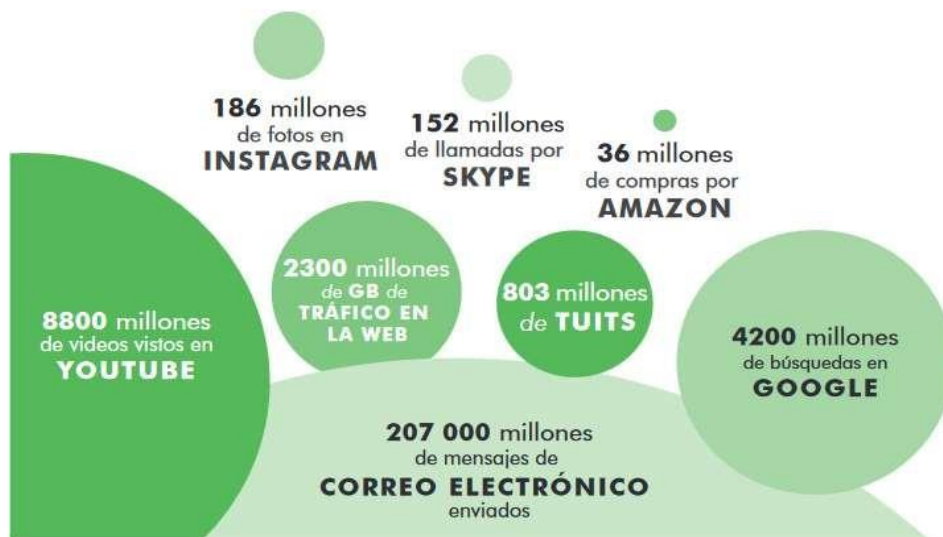 186 millones
de fotos en
INSTAGRAM
152 millones
de llamadas por
SKYPE
36 millones
de compras por
AMAZON
8800 millones
de videos vistos en
YOUTUBE
2300 millones
de GB de
TRÁFICO EN
LA WEB
803 millones
de TUITS
4200 millones
de búsquedas en
GOOGLE
207 000 millones
de mensajes de
CORREO ELECTRÓNICO
enviados